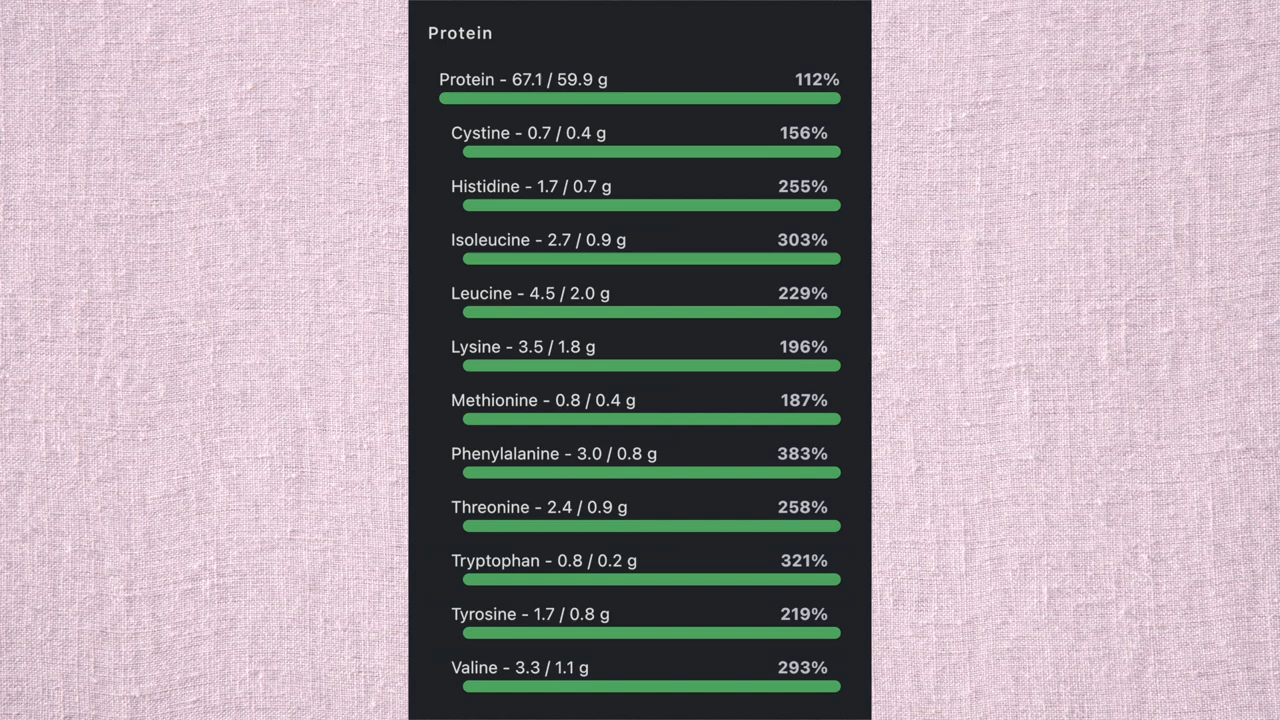 Protein
Protein - 67.1 / 59.9 g 112%
Cystine - 0.7 / 0.4 g 156%
Histidine - 1.7 / 0.7 g 255%
Isoleucine - 2.7 / 0.9 g 303%
Leucine - 4.5 / 2.0 g 229%
Lysine - 3.5 / 1.8 g 196%
Methionine - 0.8 / 0.4 g 187%
Phenylalanine - 3.0 / 0.8 g 383%
Threonine - 2.4 / 0.9 g 258%
Tryptophan - 0.8 / 0.2 g 321%
Tyrosine - 1.7 / 0.8 g 219%
Valine - 3.3 / 1.1 g 293%